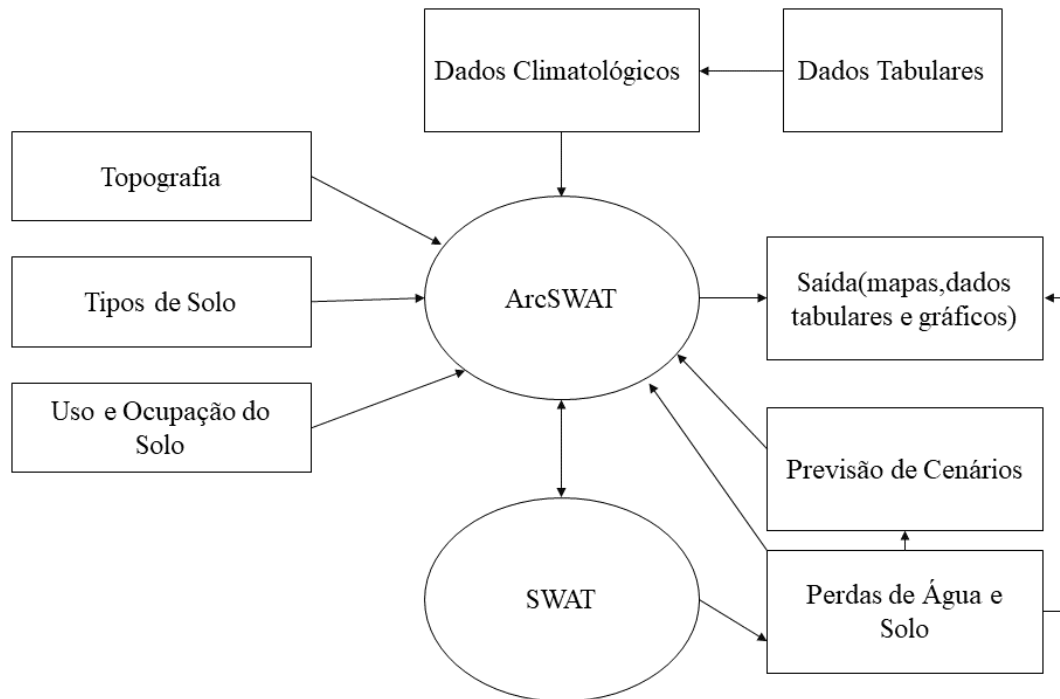 Dados Climatológicos
Dados Tabulares
Topografia
Tipos de Solo
ArcSWAT
Saída(mapas,dados
tabulares e gráficos)
Uso e Ocupação do
Solo
Previsão de Cenários
SWAT
Perdas de Água e
Solo